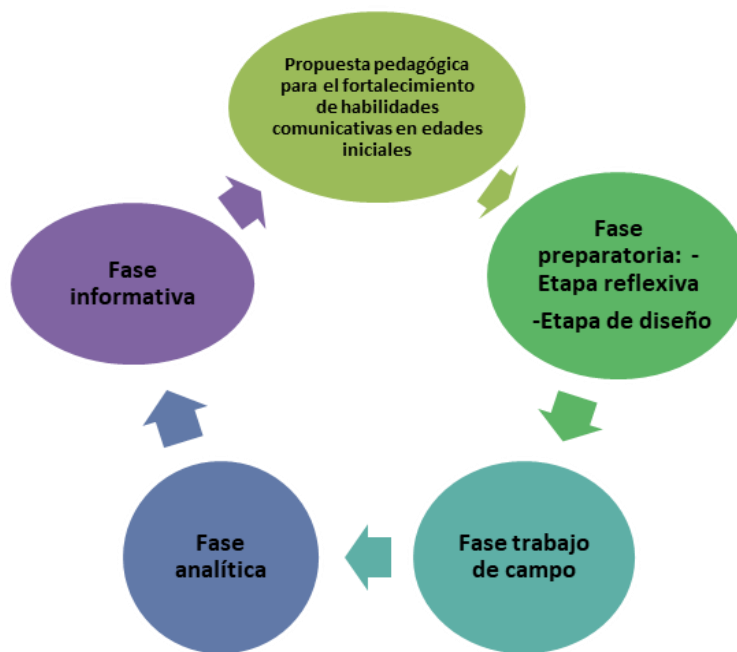 Propuesta pedagógica
para el fortalecimiento
de habilidades
comunicativas en edades
iniciales
Fase
preparatoria: -
Etapa reflexiva
-Etapa de diseño
Fase trabajo
de campo
Fase
analítica
Fase
informativa